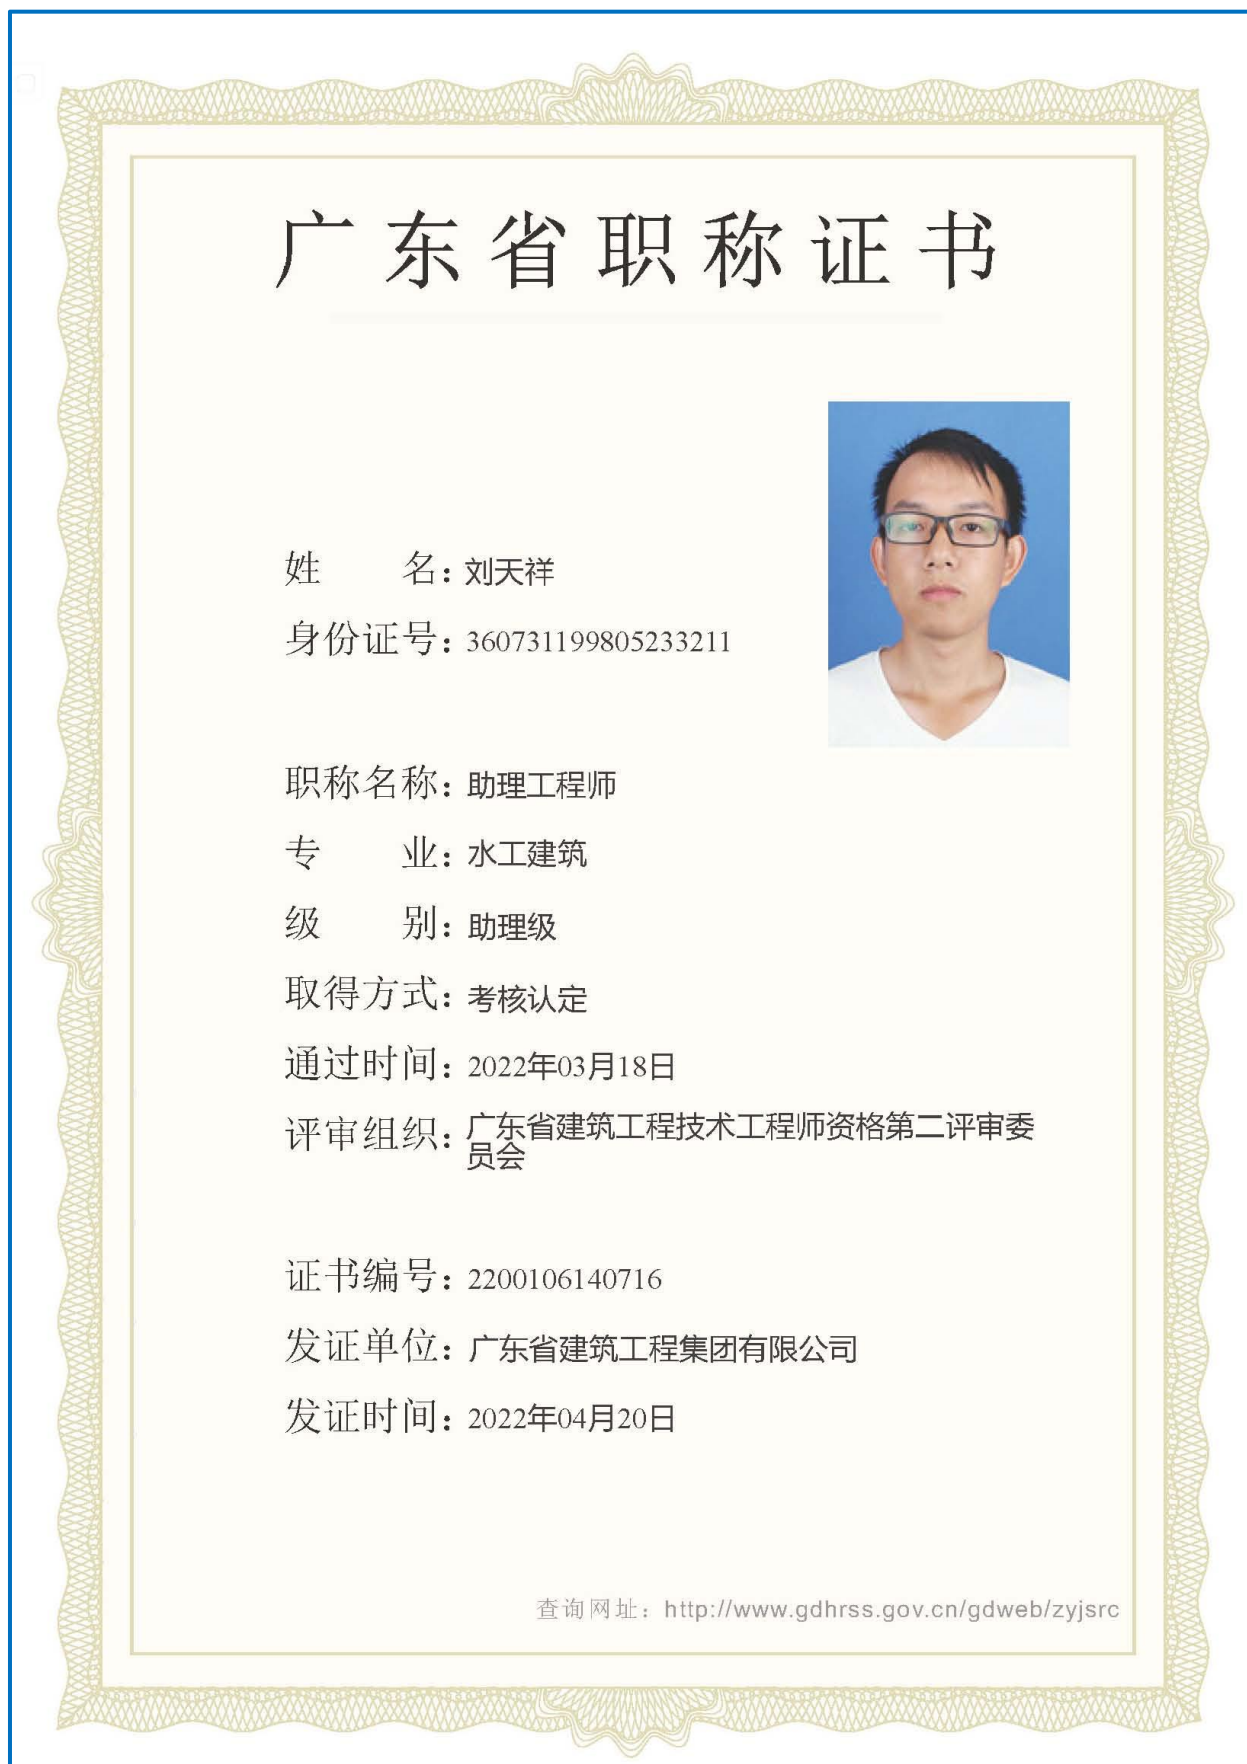 广东省职称证书
姓　　名：刘天祥
身份证号：360731199805233211
职称名称：助理工程师
专　　业：水工建筑
级　　别：助理级
取得方式：考核认定
通过时间：2022年03月18日
评审组织：广东省建筑工程技术工程师资格第二评审委
员会
证书编号：2200106140716
发证单位：广东省建筑工程集团有限公司
发证时间：2022年04月20日
查询网址：http://www.gdhrss.gov.cn/gdweb/zyjsrc